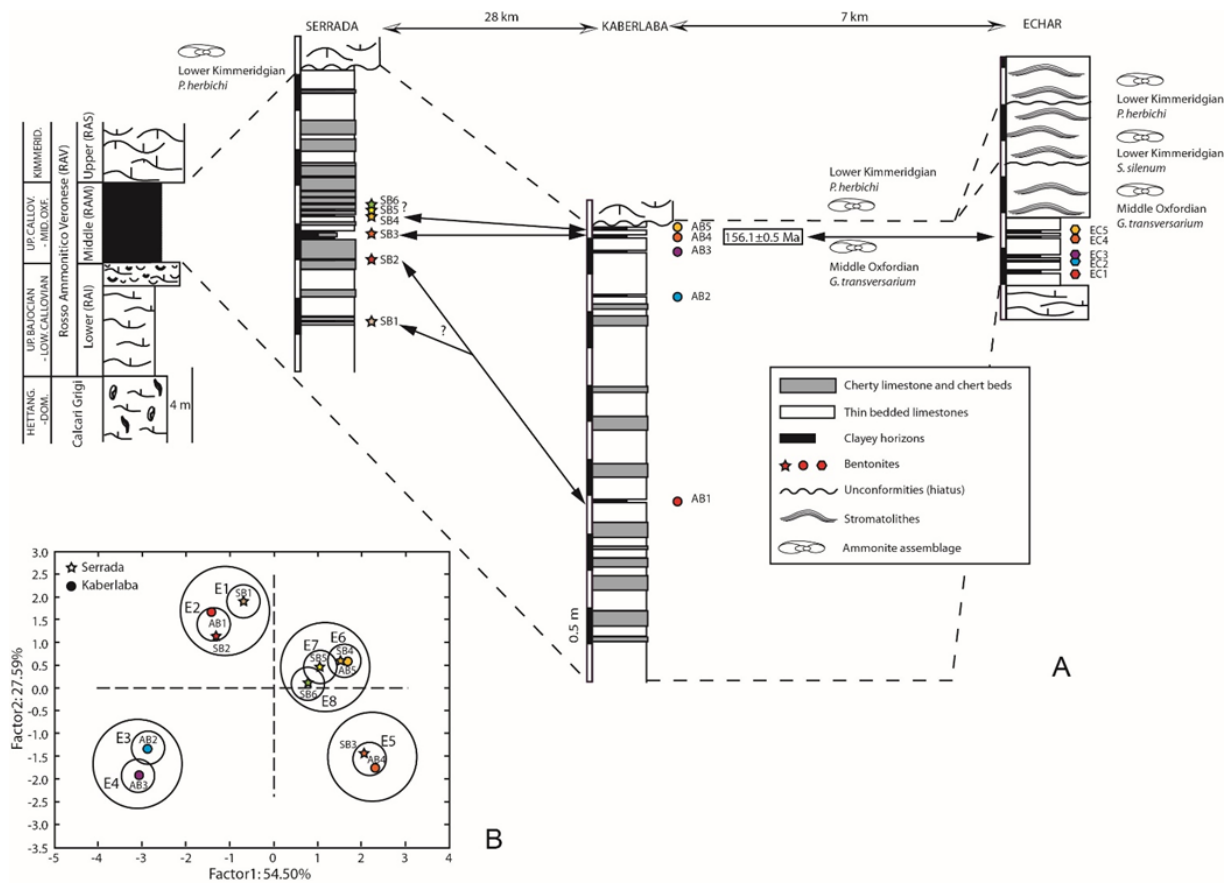 SERRADA
28 km
KABERLABA
7 km
ECHAR
Lower Kimmeridgian
P. herbichi
KIMMERID.
Upper (RAS)
UP.CALLOV.
- MID. OXF.
Middle (RAM)
UP.BAJOCIAN
- LOW. CALLOVIAN
Lower (RAI)
Rosso Ammonitico Veronese (RAV)
HETTANG.
-DOM.
Calcari Grigi
4 m
SB6
SB5
SB4
SB3
SB2
SB1
?
?
AB5
AB4
AB3
AB2
AB1
0.5 m
156.1±0.5 Ma
Lower Kimmeridgian
P. herbichi
Middle Oxfordian
G. transversarium
EC5
EC4
EC3
EC2
EC1
Lower Kimmeridgian
P. herbichi
Lower Kimmeridgian
S. silenum
Middle Oxfordian
G. transversarium
Cherty limestone and chert beds
Thin bedded limestones
Clayey horizons
Bentonites
Unconformities (hiatus)
Stromatolithes
Ammonite assemblage
A
Serrada
Kaberlaba
E1
SB1
E2
AB1
SB2
E7
E6
SB5
SB4
AB5
SB6
E8
E3
AB2
E4
AB3
SB3
E5
AB4
3.0
2.5
2.0
1.5
1.0
0.5
0.0
-0.5
-1.0
-1.5
-2.0
-2.5
-3.0
-3.5
Factor2: 27.59%
-5 -4 -3 -2 -1 0 1 2 3 4
Factor1: 54.50%
B